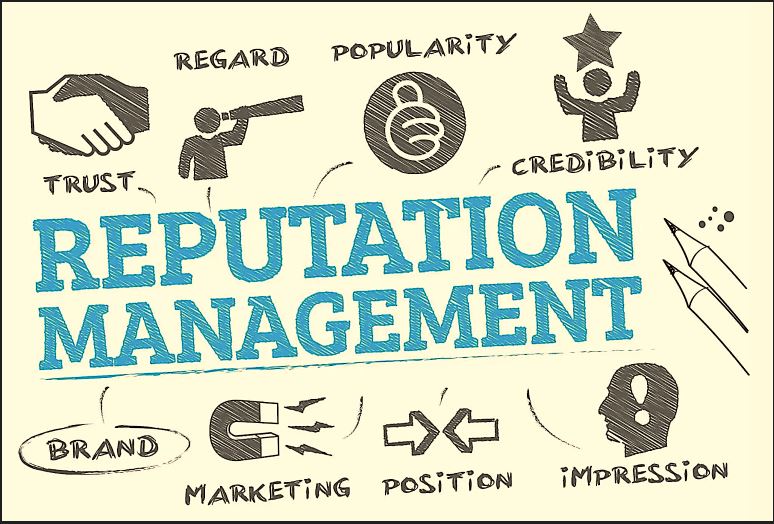 REGARD
POPULARiTY
TRUST
CREDiBiLiTY
REPUTATION
MANAGEMENT
BRAND
MARKETiNG
POSiTiON
iMPRESSiON